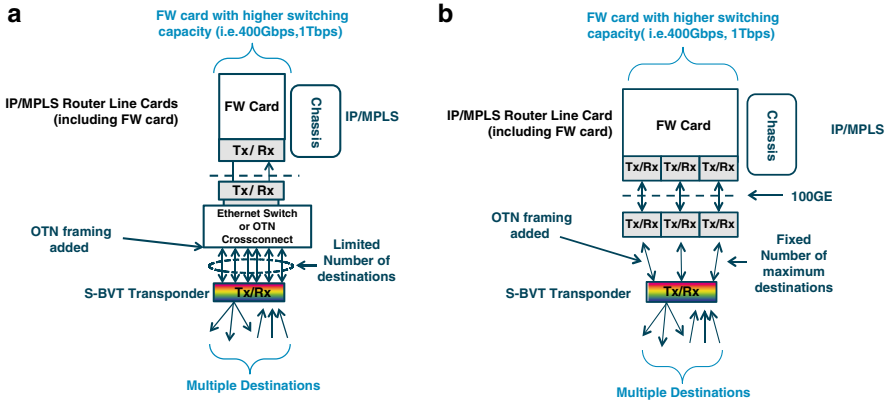 a
FW card with higher switching
capacity (i.e.400Gbps,1Tbps)
IP/MPLS Router Line Cards
(including FW card)
FW Card
Chassis
IP/MPLS
Tx/ Rx
Tx/ Rx
Ethernet Switch
or OTN
Crossconnect
OTN framing
added
Limited
Number of
destinations
S-BVT Transponder
Tx/Rx
Multiple Destinations
b
FW card with higher switching
capacity( i.e.400Gbps, 1Tbps)
IP/MPLS Router Line Card
(including FW card)
FW Card
Chassis
IP/MPLS
Tx/Rx Tx/Rx Tx/Rx
100GE
Tx/Rx Tx/Rx Tx/Rx
OTN framing
added
Fixed
Number of
maximum
destinations
S-BVT Transponder
Tx/Rx
Multiple Destinations